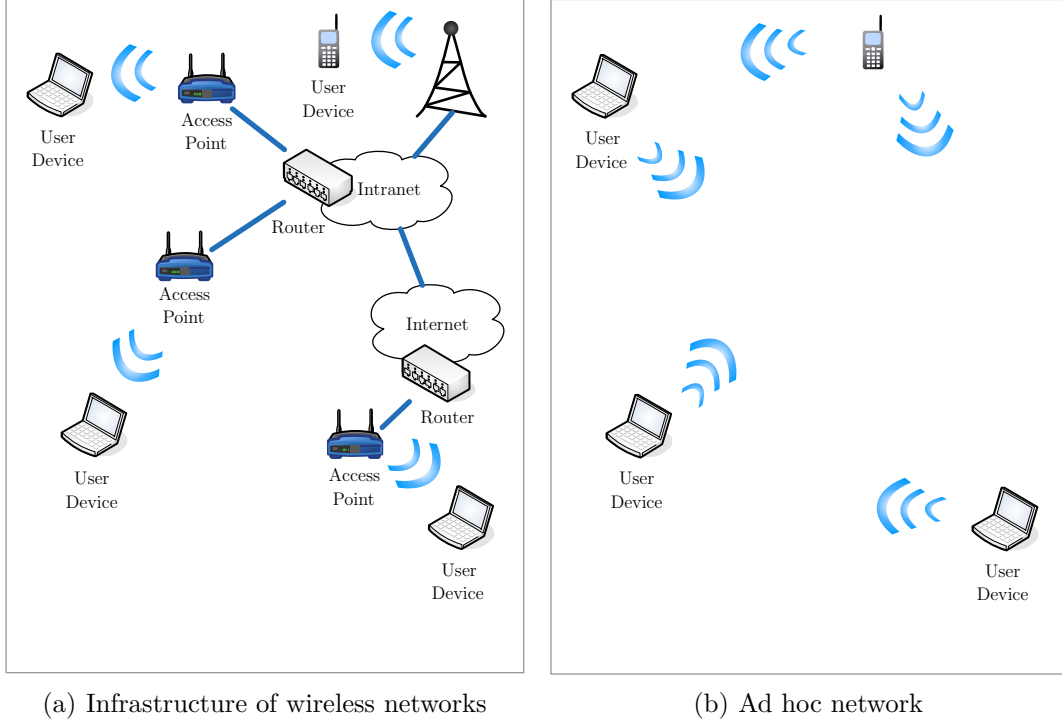 User
Device
Access
Point
User
Device
Intranet
Router
Access
Point
Internet
Router
User
Device
Access
Point
User
Device
(a) Infrastructure of wireless networks
User
Device
User
Device
User
Device
(b) Ad hoc network